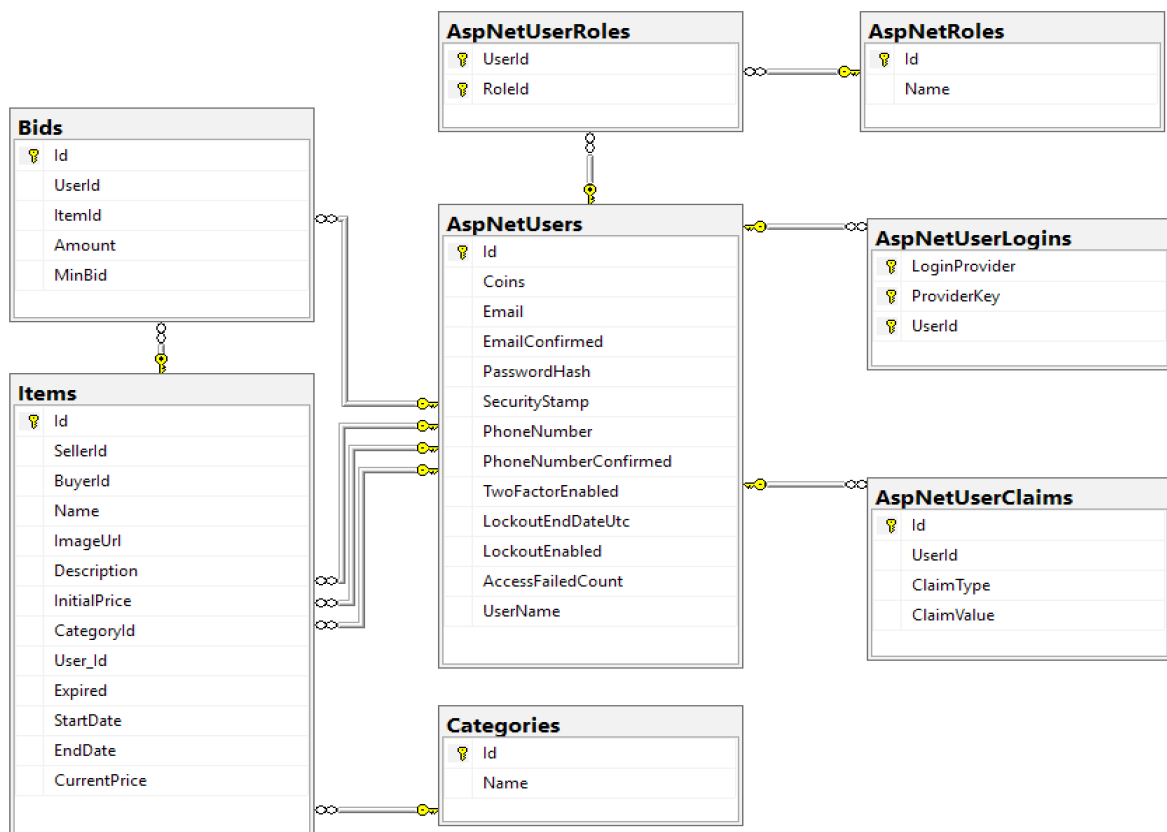 AspNetUserRoles
UserId
RoleId
AspNetRoles
Id
Name
Bids
Id
UserId
ItemId
Amount
MinBid
AspNetUsers
Id
Coins
Email
EmailConfirmed
PasswordHash
SecurityStamp
PhoneNumber
PhoneNumberConfirmed
TwoFactorEnabled
LockoutEndDateUtc
LockoutEnabled
AccessFailedCount
UserName
AspNetUserLogins
LoginProvider
ProviderKey
UserId
Items
Id
SellerId
BuyerId
Name
ImageUrl
Description
InitialPrice
CategoryId
User_Id
Expired
StartDate
EndDate
CurrentPrice
AspNetUserClaims
Id
UserId
ClaimType
ClaimValue
Categories
Id
Name